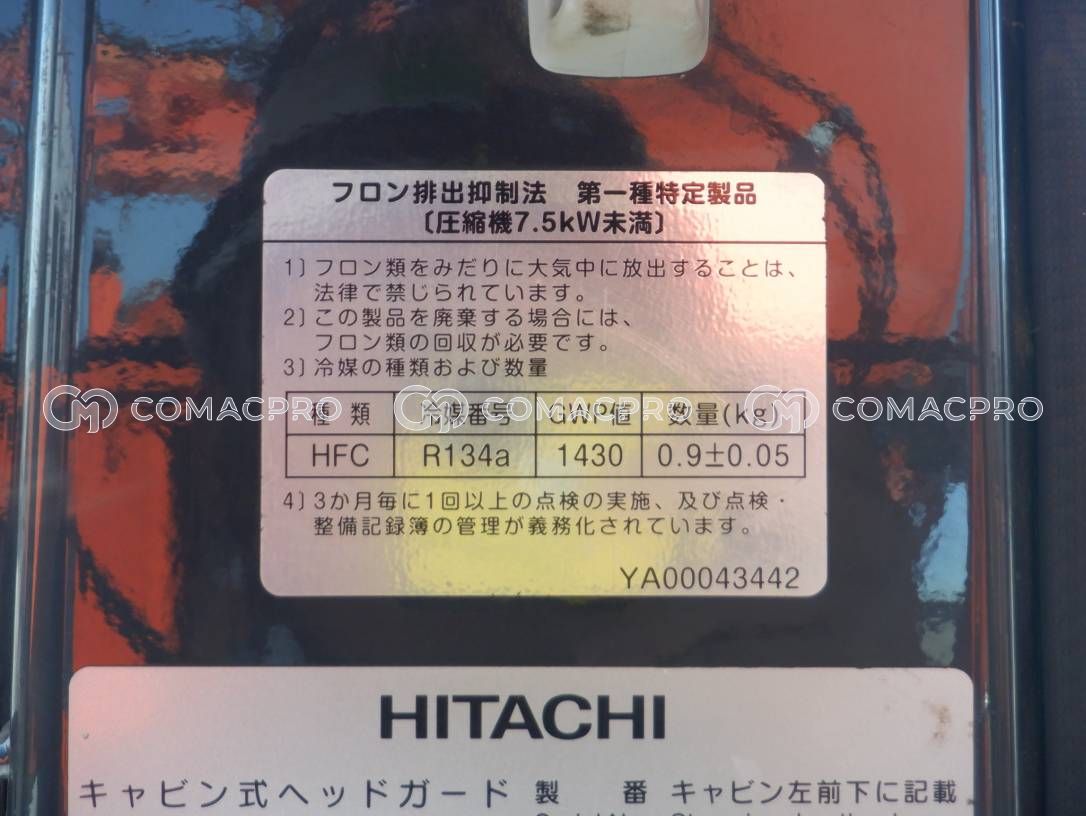 フロン排出抑制法　第一種特定製品
〔圧縮機7.5kW未満〕
1）フロン類をみだりに大気中に放出することは、
法律で禁じられています。
2）この製品を廃棄する場合には、
フロン類の回収が必要です。
3）冷媒の種類および数量
種 類 冷媒番号 GWP値 数量(kg)
COMACPRO COMACPRO COMACPRO
HFC R134a 1430 0.9±0.05
4）3か月毎に1回以上の点検の実施、及び点検・
整備記録簿の管理が義務化されています。
YA00043442
HITACHI
キャビン式ヘッドガード 製 番 キャビン左前下に記載